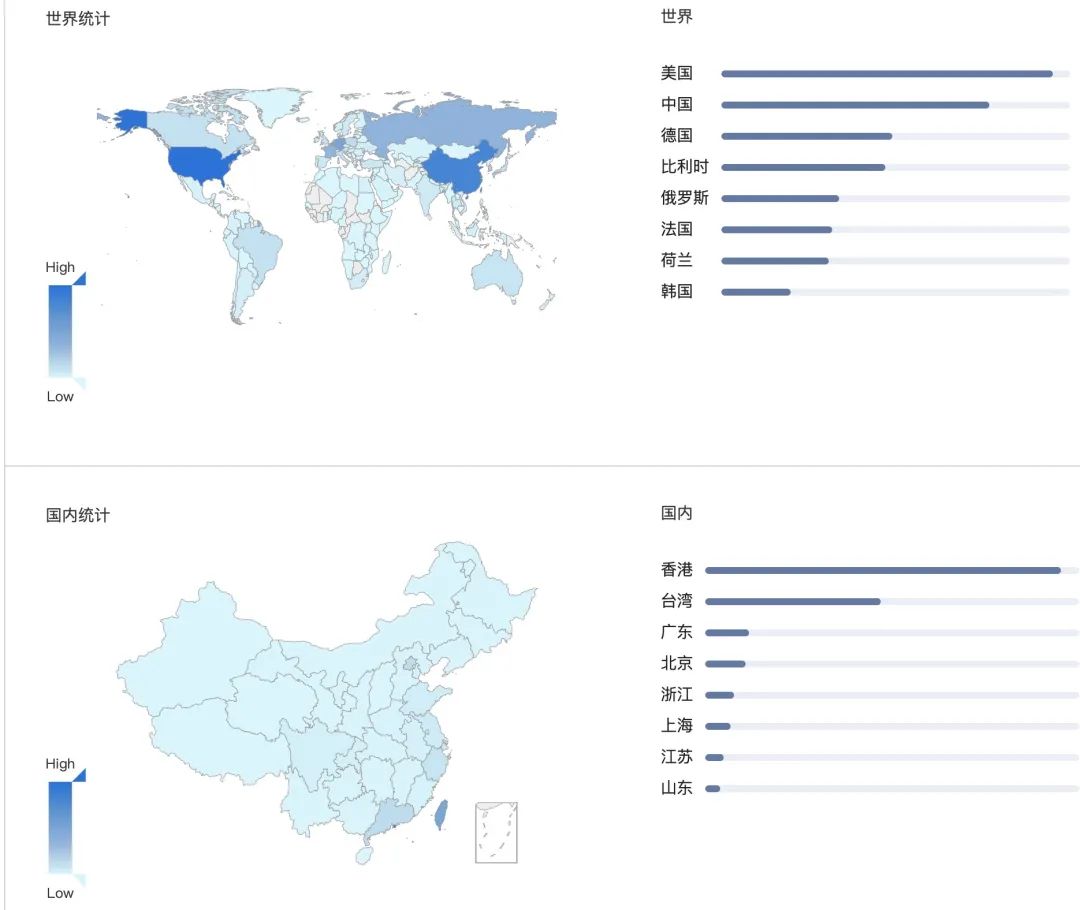 世界统计
世界
美国
中国
德国
比利时
俄罗斯
法国
荷兰
韩国
High
Low
国内统计
国内
香港
台湾
广东
北京
浙江
上海
江苏
山东
High
Low